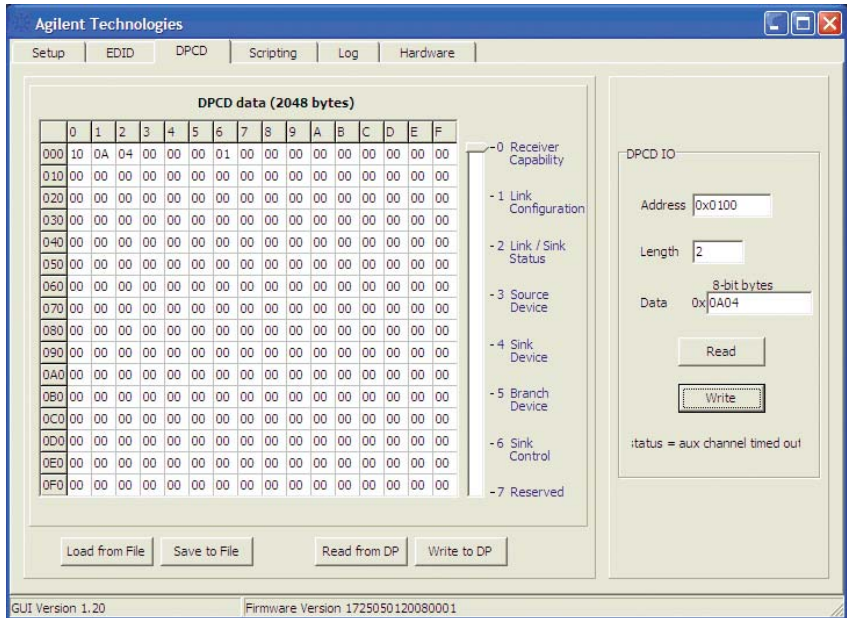 Agilent Technologies
Setup EDID DPCD Scripting Log Hardware
DPCD data (2048 bytes)
0 1 2 3 4 5 6 7 8 9 A B C D E F
000 10 0A 04 00 00 00 01 00 00 00 00 00 00 00 00 00
010 00 00 00 00 00 00 00 00 00 00 00 00 00 00 00 00
020 00 00 00 00 00 00 00 00 00 00 00 00 00 00 00 00
030 00 00 00 00 00 00 00 00 00 00 00 00 00 00 00 00
040 00 00 00 00 00 00 00 00 00 00 00 00 00 00 00 00
050 00 00 00 00 00 00 00 00 00 00 00 00 00 00 00 00
060 00 00 00 00 00 00 00 00 00 00 00 00 00 00 00 00
070 00 00 00 00 00 00 00 00 00 00 00 00 00 00 00 00
080 00 00 00 00 00 00 00 00 00 00 00 00 00 00 00 00
090 00 00 00 00 00 00 00 00 00 00 00 00 00 00 00 00
0A0 00 00 00 00 00 00 00 00 00 00 00 00 00 00 00 00
0B0 00 00 00 00 00 00 00 00 00 00 00 00 00 00 00 00
0C0 00 00 00 00 00 00 00 00 00 00 00 00 00 00 00 00
0D0 00 00 00 00 00 00 00 00 00 00 00 00 00 00 00 00
0E0 00 00 00 00 00 00 00 00 00 00 00 00 00 00 00 00
0F0 00 00 00 00 00 00 00 00 00 00 00 00 00 00 00 00
-0 Receiver
Capability
-1 Link
Configuration
-2 Link / Sink
Status
-3 Source
Device
-4 Sink
Device
-5 Branch
Device
-6 Sink
Control
-7 Reserved
Load from File Save to File Read from DP Write to DP
DPCD IO
Address 0x0100
Length 2
8-bit bytes
Data 0x 0A04
Read
Write
status = aux channel timed out
GUI Version 1.20 Firmware Version 1725050120080001